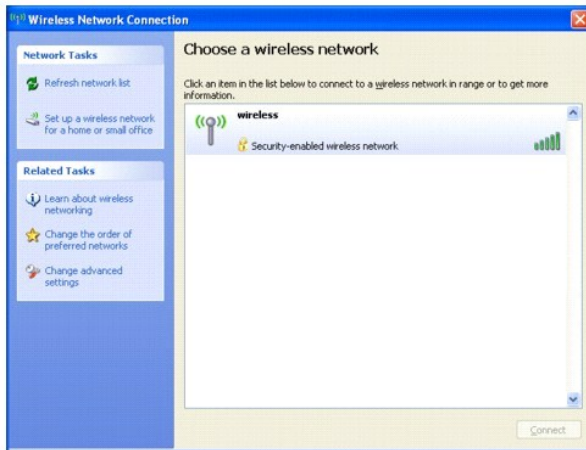 Wireless Network Connection
Network Tasks
Refresh network list
Set up a wireless network
for a home or small office
Related Tasks
Learn about wireless
networking
Change the order of
preferred networks
Change advanced
settings
Choose a wireless network
Click an item in the list below to connect to a wireless network in range or to get more
information.
wireless
Security-enabled wireless network
Connect